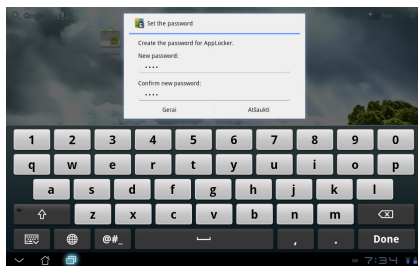 Set the password
Create the password for AppLocker.
New password:
••••
Confirm new password:
••••
Gerai Atšaukti
1 2 3 4 5 6 7 8 9 0
q w e r t y u i o p
a s d f g h j k l
z x c v b n m
@#_ , . Done
7:34